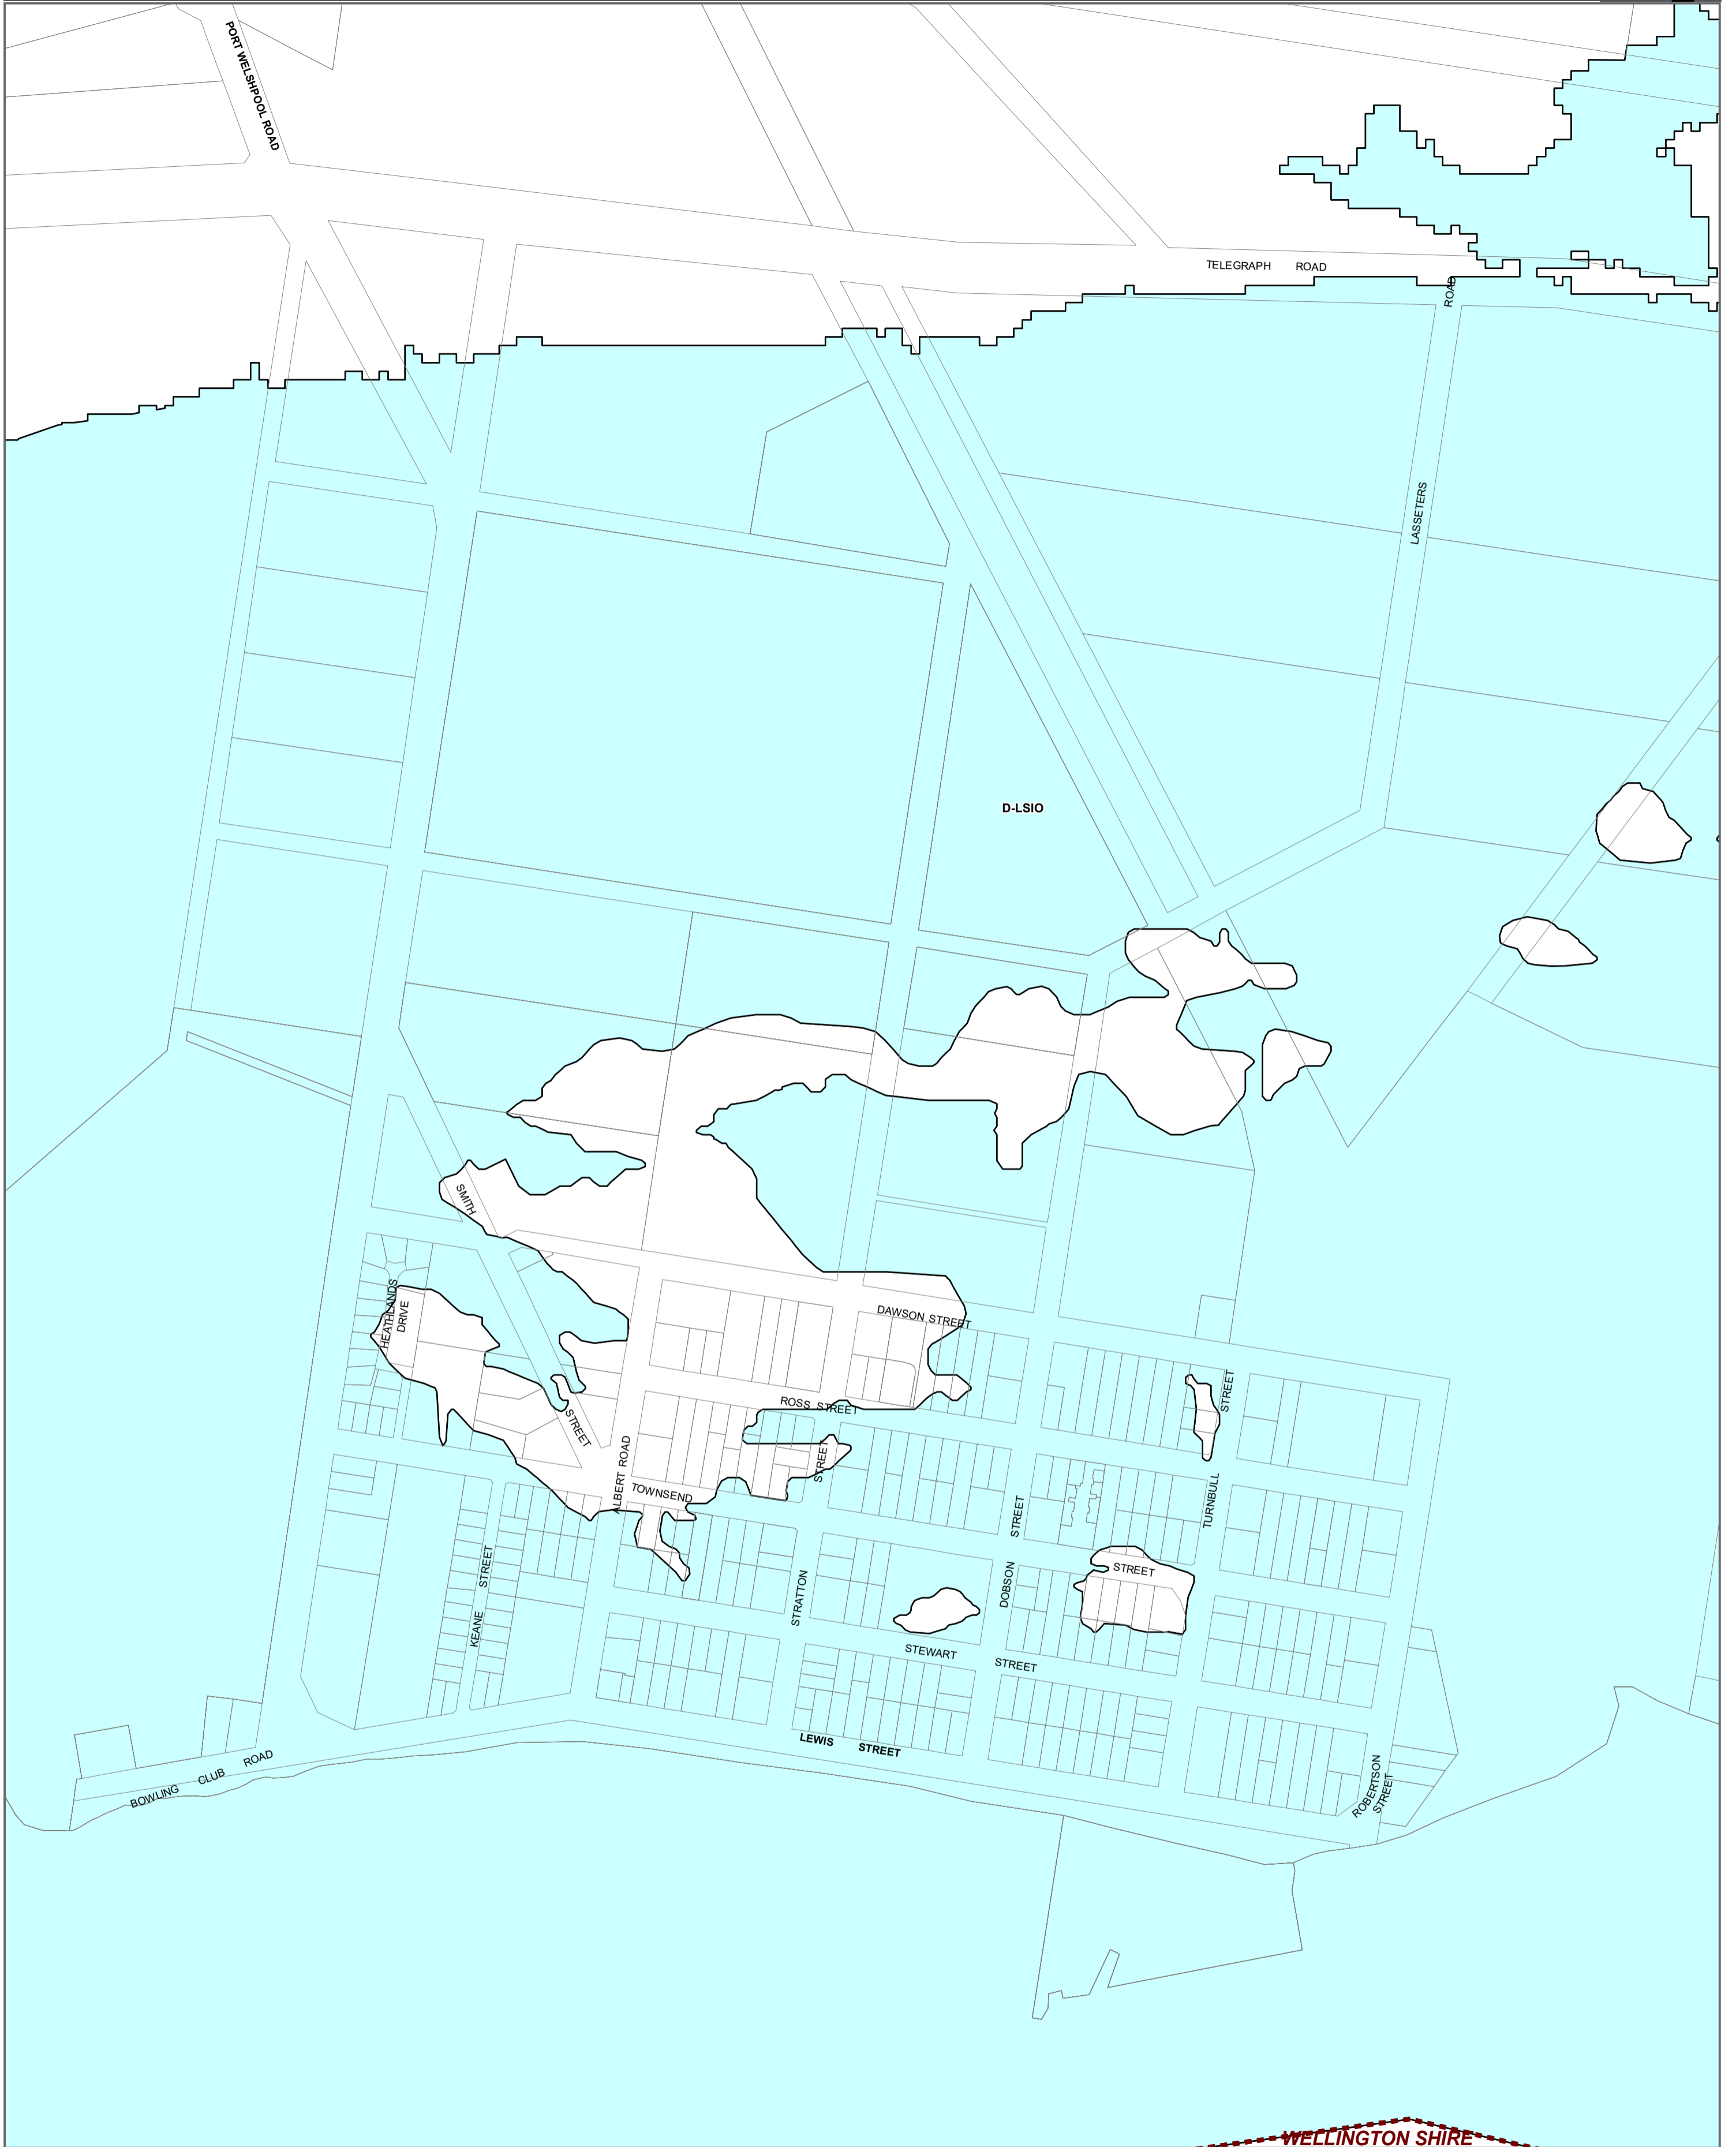 PORT WELSHPOOL ROAD
TELEGRAPH ROAD
ROAD
LASSETERS
D-LSIO
SMITH
HEATHLANDS
DRIVE
DAWSON STREET
STREET
ROSS STREET
STREET
ALBERT ROAD
STREET
TOWNSEND
STREET
TURNBULL
STREET
KEANE STREET
STRATTON
DOBSON
STEWART STREET
LEWIS STREET
BOWLING CLUB ROAD
ROBERTSON
STREET
WELLINGTON SHIRE